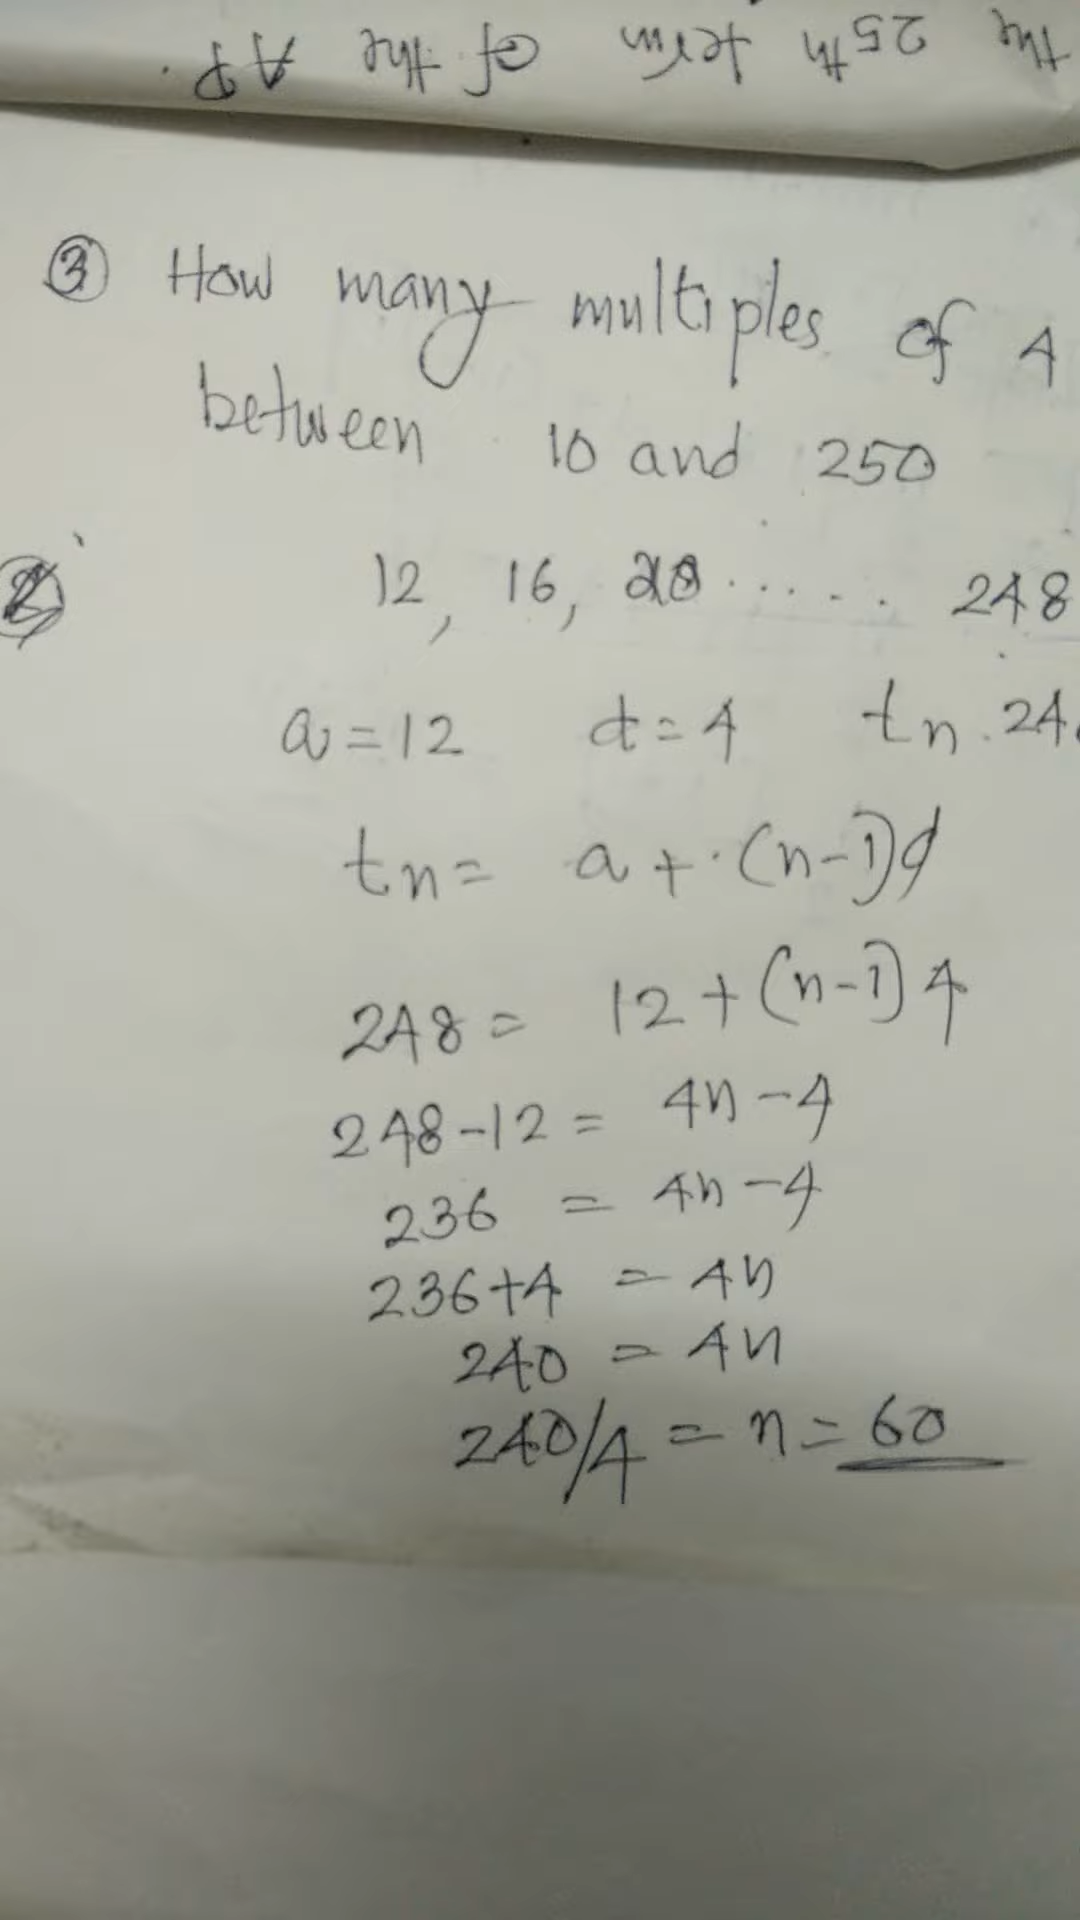 the 25th term of the AP.
③ How many multiples of 4
between 10 and 250
12, 16, 20 ..... 248
a = 12 d = 4 tn. 24
tn = a + (n-1)d
248 = 12 + (n-1) 4
248-12 = 4n - 4
236 = 4n - 4
236+4 = 4n
240 = 4n
240/4 = n = 60